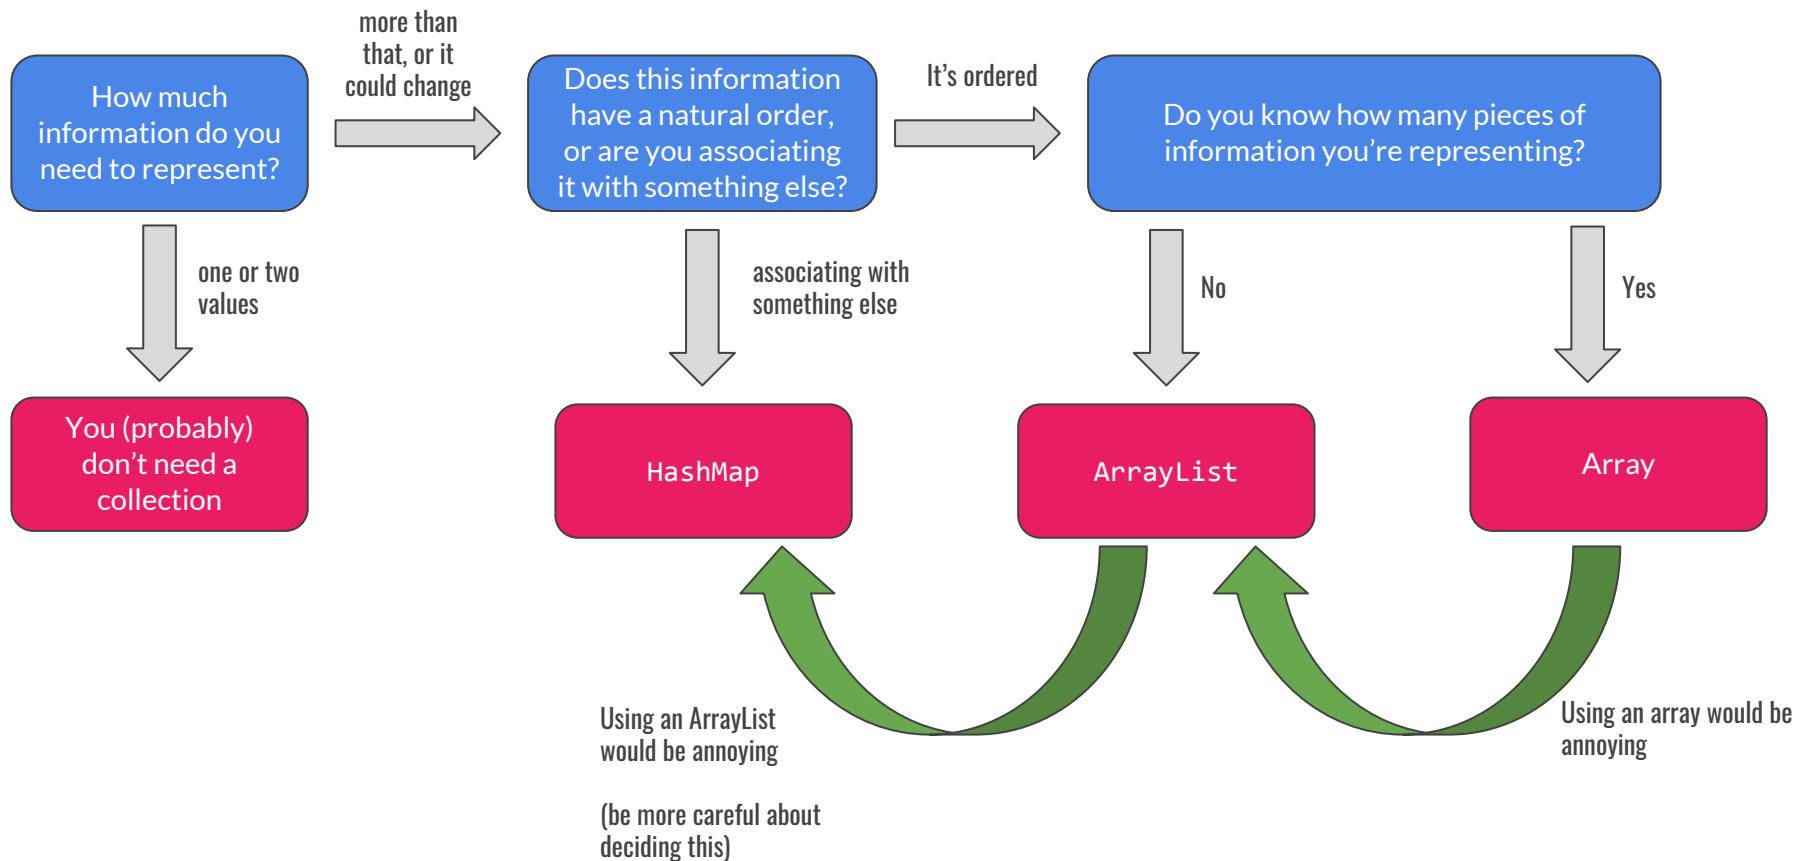 more than
that, or it
could change
How much
information do you
need to represent?
Does this information
have a natural order,
or are you associating
it with something else?
It’s ordered
Do you know how many pieces of
information you’re representing?
one or two
values
associating with
something else
No
Yes
You (probably)
don’t need a
collection
HashMap
ArrayList
Array
Using an ArrayList
would be annoying
(be more careful about
deciding this)
Using an array would be
annoying